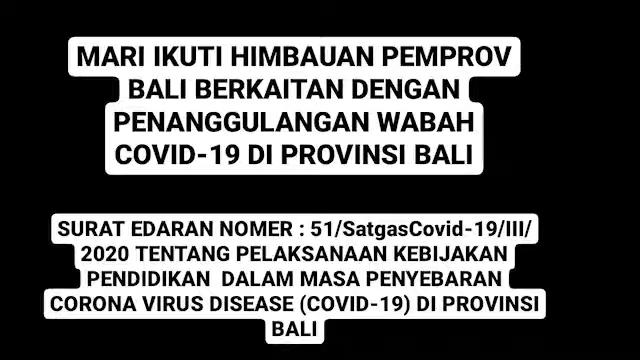 MARI IKUTI HIMBAUAN PEMPROV
BALI BERKAITAN DENGAN
PENANGGULANGAN WABAH
COVID-19 DI PROVINSI BALI
SURAT EDARAN NOMER : 51/SatgasCovid-19/III/
2020 TENTANG PELAKSANAAN KEBIJAKAN
PENDIDIKAN DALAM MASA PENYEBARAN
CORONA VIRUS DISEASE (COVID-19) DI PROVINSI
BALI